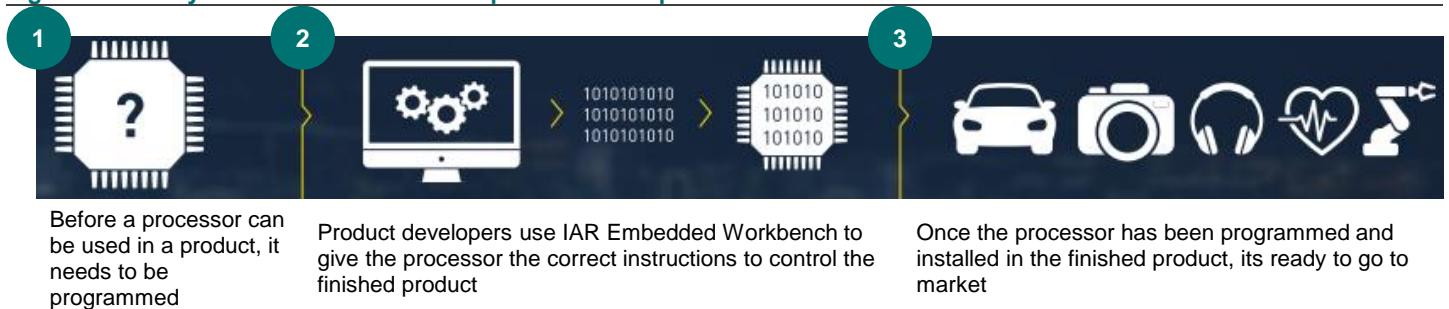 1
2
3
?
1010101010
1010101010
1010101010
101010
101010
101010
Before a processor can
be used in a product, it
needs to be
programmed
Product developers use IAR Embedded Workbench to
give the processor the correct instructions to control the
finished product
Once the processor has been programmed and
installed in the finished product, its ready to go to
market